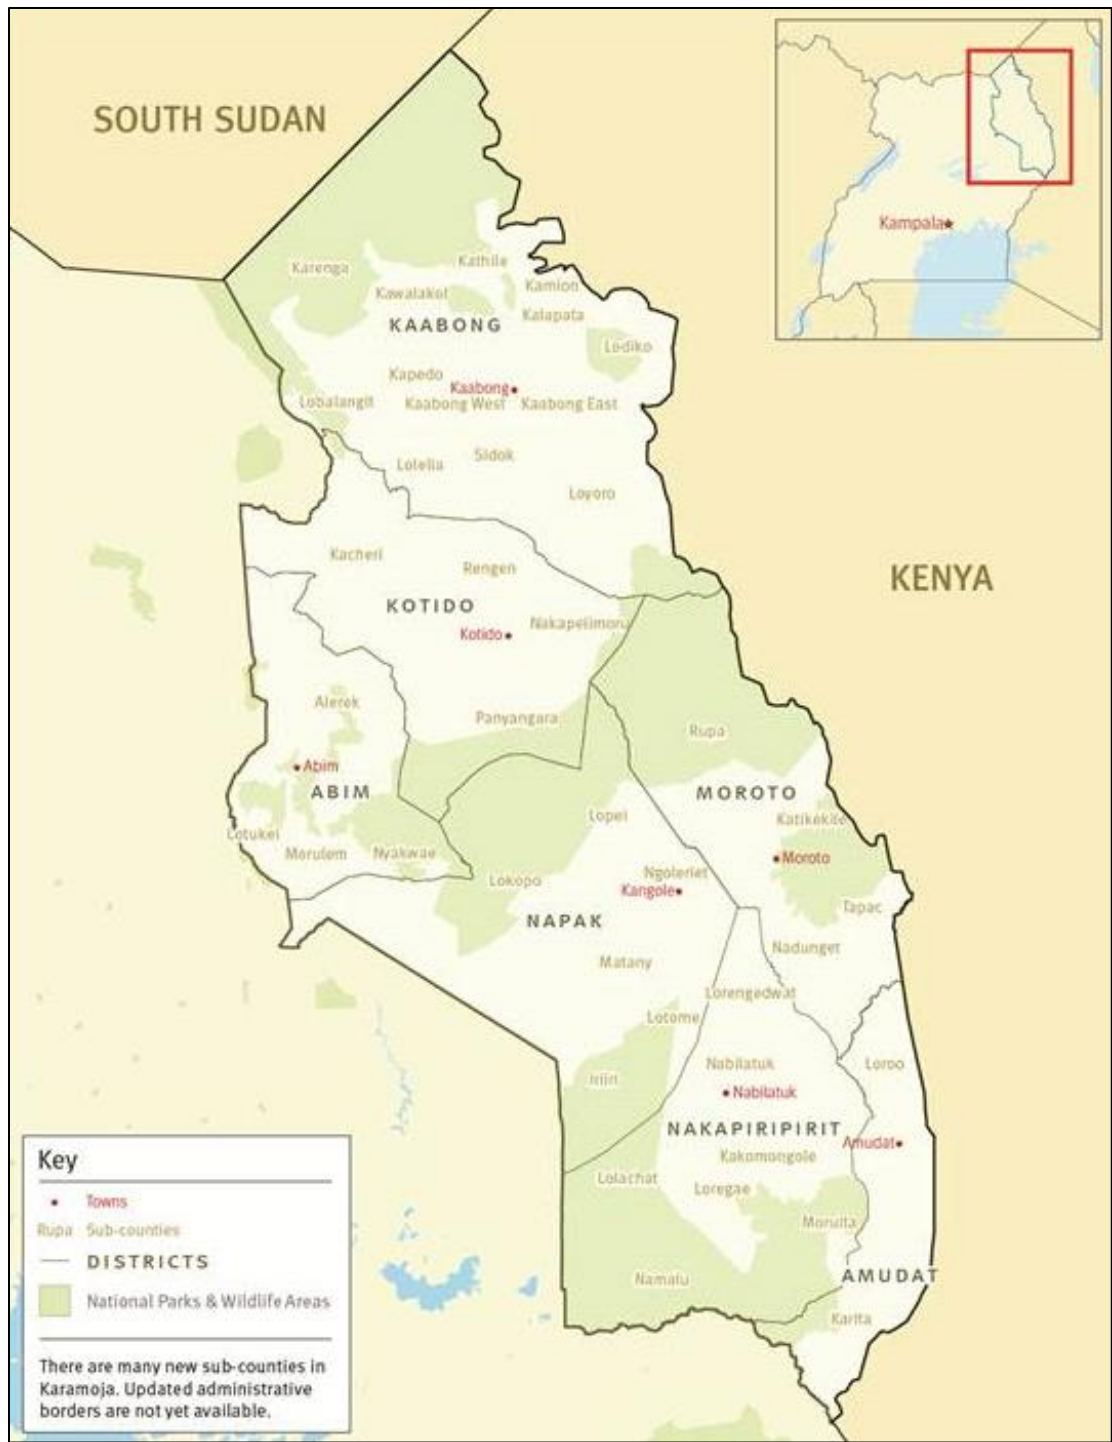 SOUTH SUDAN
Kampala
Karenga
Kathile
Kawalakol
Kamion
Kalapata
KAABONG
Lodiko
Kapedo
Kaabong
Lobalangit
Kaabong West
Kaabong East
Lolelia
Sidok
Loyoro
Kacheri
Rengen
KENYA
KOTIDO
Nakapelimoru
Kotido
Alerek
Panyangara
Rupa
Abim
ABIM
MOROTO
Lopei
Katikekile
Lotukei
Morulem
Nyakwae
Moroto
Lokopo
Ngoleriet
Kangole
Tapac
NAPAK
Nadunget
Matany
Lorengedwat
Lotome
Iriiri
Nabilatuk
Loroo
Nabilatuk
NAKAPIRIPIRIT
Amudat
Kakomongole
Lolachat
Loregae
Moruita
Namalu
AMUDAT
Karita
Key
Towns
Rupa Sub-counties
DISTRICTS
National Parks & Wildlife Areas
There are many new sub-counties in
Karamoja. Updated administrative
borders are not yet available.